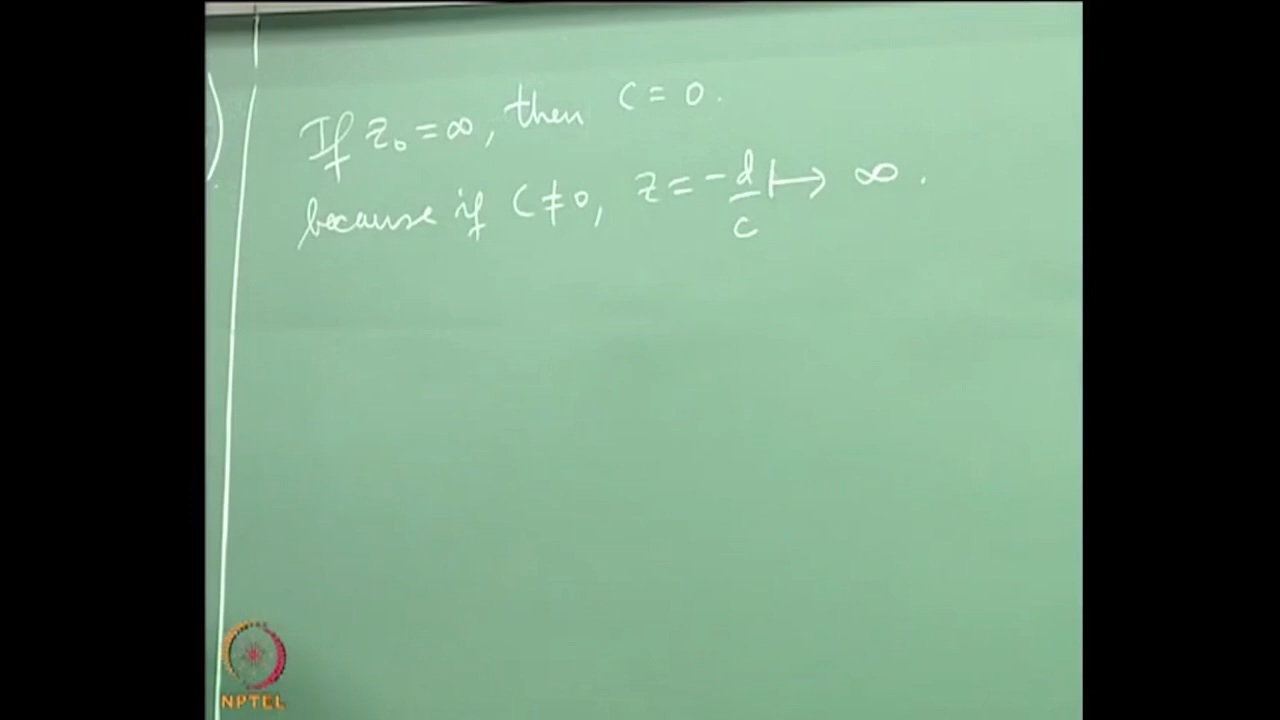 )
If z₀ = ∞, then c = 0.
because if c ≠ 0, z = -d/c ↦ ∞.
NPTEL